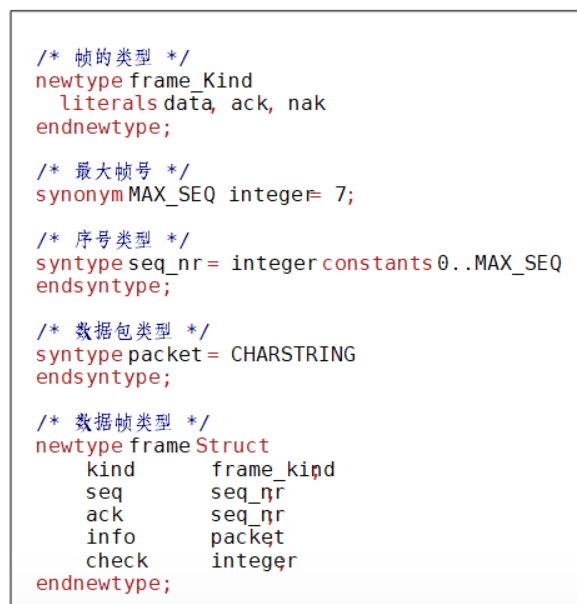 /* 帧的类型 */
newtype frame_Kind
literals data, ack, nak
endnewtype;
/* 最大帧号 */
synonym MAX_SEQ integer= 7;
/* 序号类型 */
syntype seq_nr = integer constants 0..MAX_SEQ
endsyntype;
/* 数据包类型 */
syntype packet = CHARSTRING
endsyntype;
/* 数据帧类型 */
newtype frame Struct
kind frame_kind;
seq seq_nr;
ack seq_nr;
info packet;
check integer;
endnewtype;